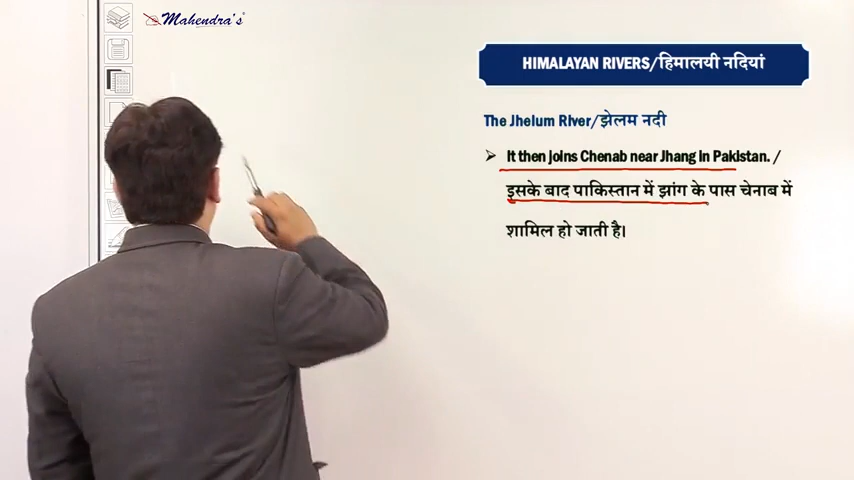 Mahendra's
HIMALAYAN RIVERS/हिमालयी नदियां
The Jhelum River/झेलम नदी
➢ It then joins Chenab near Jhang in Pakistan. /
इसके बाद पाकिस्तान में झांग के पास चेनाब में
शामिल हो जाती है।